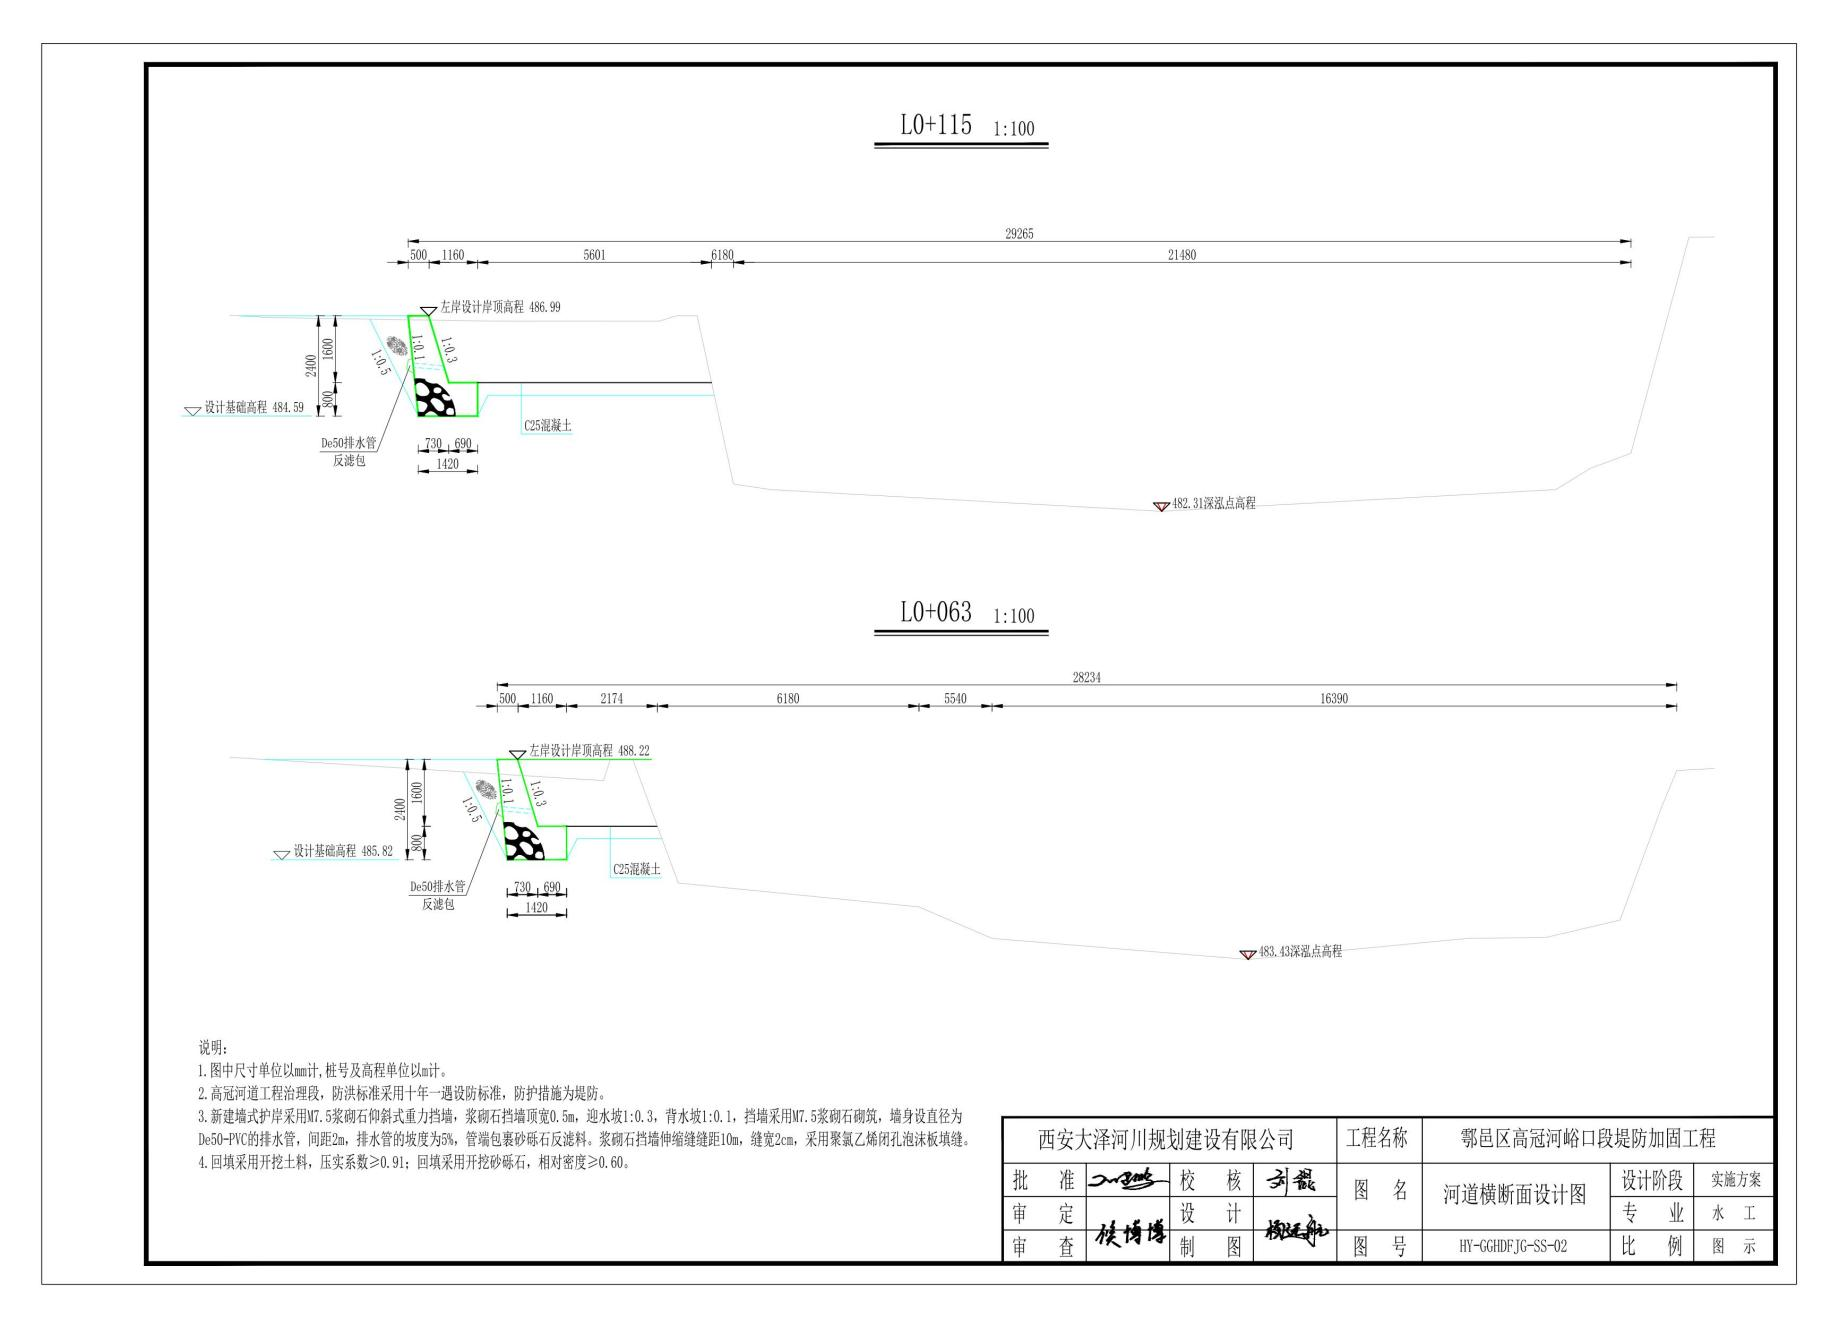 L0+115 1:100
29265
500 1160 5601 6180 21480
左岸设计岸顶高程 486.99
1600
2400
800
1:0.1
1:0.3
1:0.5
设计基础高程 484.59
C25混凝土
De50排水管
反滤包
730 690
1420
482.31深泓点高程
L0+063 1:100
28234
500 1160 2174 6180 5540 16390
左岸设计岸顶高程 488.22
1600
2400
800
1:0.1
1:0.3
1:0.5
设计基础高程 485.82
C25混凝土
De50排水管
反滤包
730 690
1420
483.43深泓点高程
说明:
1.图中尺寸单位以mm计,桩号及高程单位以m计。
2.高冠河道工程治理段，防洪标准采用十年一遇设防标准，防护措施为堤防。
3.新建墙式护岸采用M7.5浆砌石仰斜式重力挡墙，浆砌石挡墙顶宽0.5m，迎水坡1:0.3，背水坡1:0.1，挡墙采用M7.5浆砌石砌筑，墙身设直径为
De50-PVC的排水管，间距2m，排水管的坡度为5%，管端包裹砂砾石反滤料。浆砌石挡墙伸缩缝缝距10m，缝宽2cm，采用聚氯乙烯闭孔泡沫板填缝。
4.回填采用开挖土料，压实系数≥0.91；回填采用开挖砂砾石，相对密度≥0.60。
西安大泽河川规划建设有限公司 工程名称 鄠邑区高冠河峪口段堤防加固工程
批 准 校 核 刘磊 图 名 河道横断面设计图 设计阶段 实施方案
审 定 侯博博 设 计 杨运航 专 业 水 工
审 查 制 图 图 号 HY-GGHDFJG-SS-02 比 例 图 示